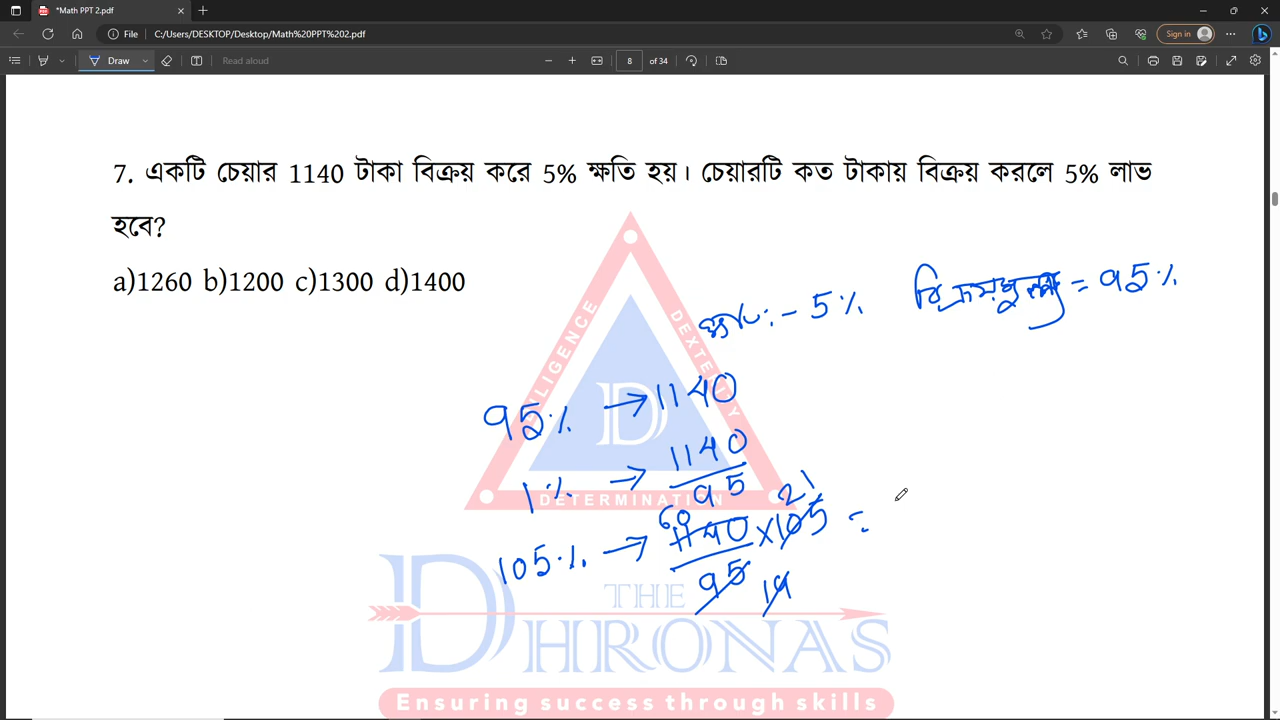 *Math PPT 2.pdf
File C:/Users/DESKTOP/Desktop/Math%20PPT%202.pdf Sign in
Draw Read aloud 8 of 34
7. একটি চেয়ার 1140 টাকা বিক্রয় করে 5% ক্ষতি হয়। চেয়ারটি কত টাকায় বিক্রয় করলে 5% লাভ
হবে?
a)1260 b)1200 c)1300 d)1400
:- 5% বিক্রয়মূল্য = 95%
95% → 1140
1% → 1140/95
105% → 1140/95 × 105 =
60 21 19
DILIGENCE
DEXTERITY
DETERMINATION
D
THE
DHRONAS
Ensuring success through skills